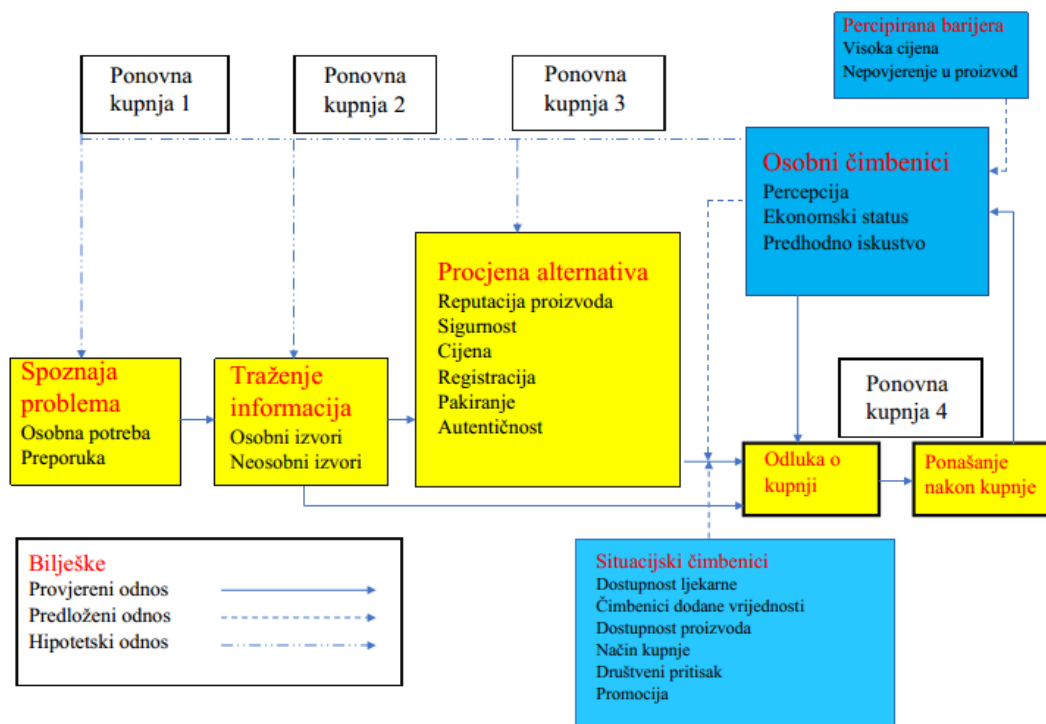 Percipirana barijera
Visoka cijena
Nepovjerenje u proizvod
Ponovna
kupnja 1
Ponovna
kupnja 2
Ponovna
kupnja 3
Osobni čimbenici
Percepcija
Ekonomski status
Predhodno iskustvo
Procjena alternativa
Reputacija proizvoda
Sigurnost
Cijena
Registracija
Pakiranje
Autentičnost
Spoznaja
problema
Osobna potreba
Preporuka
Traženje
informacija
Osobni izvori
Neosobni izvori
Ponovna
kupnja 4
Odluka o
kupnji
Ponašanje
nakon kupnje
Bilješke
Provjereni odnos
Predloženi odnos
Hipotetski odnos
Situacijski čimbenici
Dostupnost ljekarne
Čimbenici dodane vrijednosti
Dostupnost proizvoda
Način kupnje
Društveni pritisak
Promocija